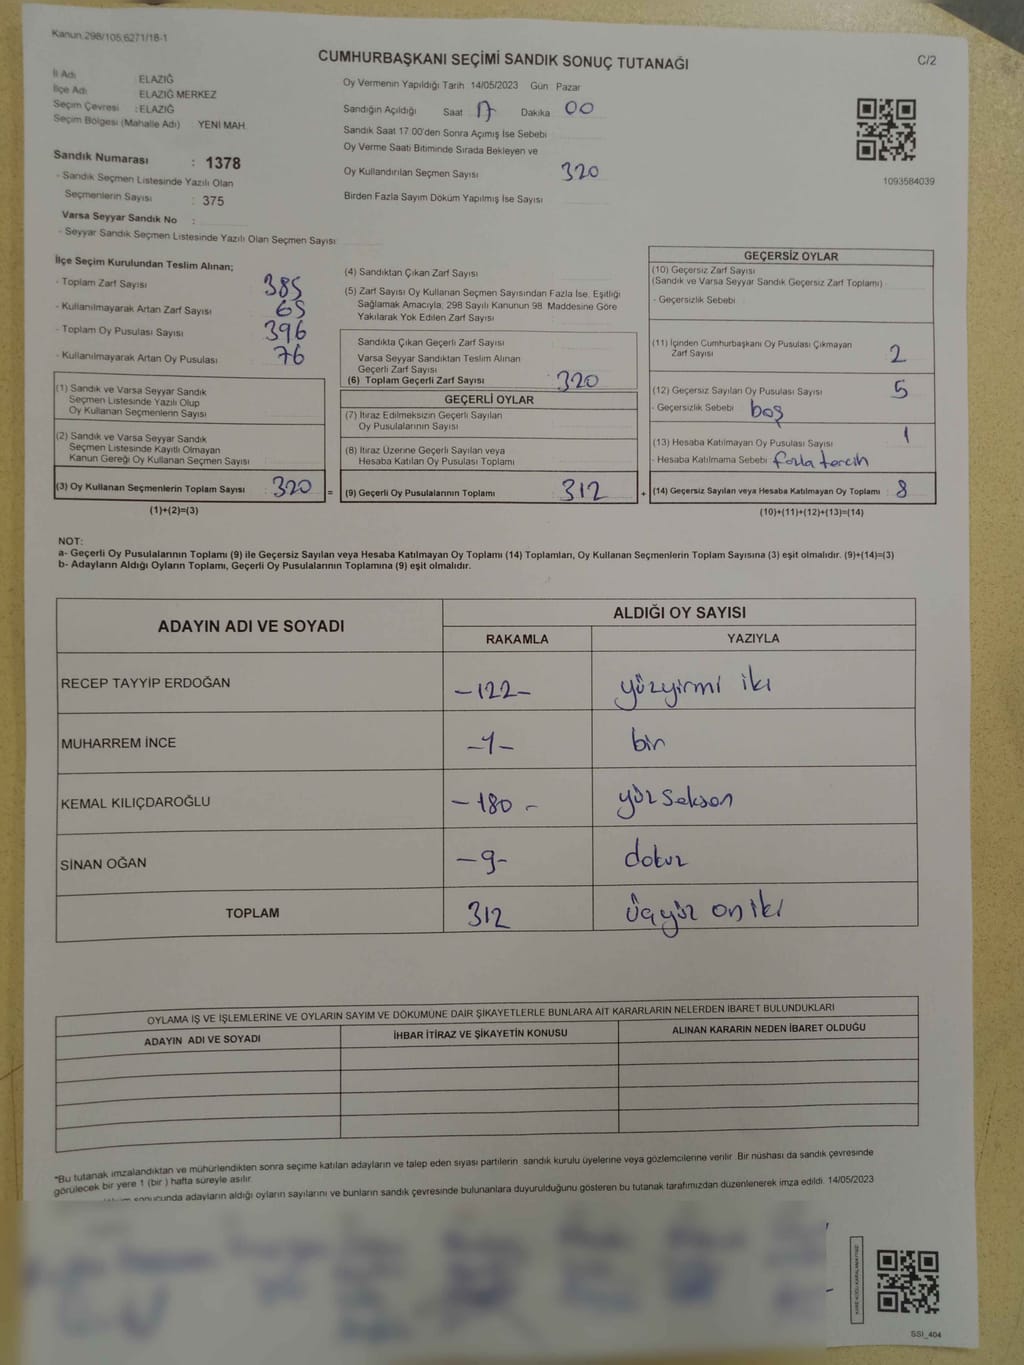 Kanun.298/105,6271/18-1
C/2
CUMHURBAŞKANI SEÇİMİ SANDIK SONUÇ TUTANAĞI
İl Adı : ELAZIĞ
İlçe Adı : ELAZIĞ MERKEZ
Seçim Çevresi : ELAZIĞ
Seçim Bölgesi (Mahalle Adı) YENİ MAH.
Sandık Numarası : 1378
- Sandık Seçmen Listesinde Yazılı Olan
Seçmenlerin Sayısı : 375
Varsa Seyyar Sandık No :
- Seyyar Sandık Seçmen Listesinde Yazılı Olan Seçmen Sayısı:
Oy Vermenin Yapıldığı Tarih 14/05/2023 Gün Pazar
Sandığın Açıldığı Saat 17 Dakika 00
Sandık Saat 17.00'den Sonra Açımış İse Sebebi
Oy Verme Saati Bitiminde Sırada Bekleyen ve
Oy Kullandırılan Seçmen Sayısı 320
Birden Fazla Sayım Döküm Yapılmış İse Sayısı
1093584039
İlçe Seçim Kurulundan Teslim Alınan;
- Toplam Zarf Sayısı 385
- Kullanılmayarak Artan Zarf Sayısı 65
- Toplam Oy Pusulası Sayısı 396
- Kullanılmayarak Artan Oy Pusulası 76
(1) Sandık ve Varsa Seyyar Sandık
Seçmen Listesinde Yazılı Olup
Oy Kullanan Seçmenlerin Sayısı
(2) Sandık ve Varsa Seyyar Sandık
Seçmen Listesinde Kayıtlı Olmayan
Kanun Gereği Oy Kullanan Seçmen Sayısı
(3) Oy Kullanan Seçmenlerin Toplam Sayısı : 320 =
(1)+(2)=(3)
(4) Sandıktan Çıkan Zarf Sayısı
(5) Zarf Sayısı Oy Kullanan Seçmen Sayısından Fazla İse, Eşitliği
Sağlamak Amacıyla, 298 Sayılı Kanunun 98. Maddesine Göre
Yakılarak Yok Edilen Zarf Sayısı
Sandıkta Çıkan Geçerli Zarf Sayısı
Varsa Seyyar Sandıktan Teslim Alınan
Geçerli Zarf Sayısı
(6) Toplam Geçerli Zarf Sayısı : 320
GEÇERLİ OYLAR
(7) İtiraz Edilmeksizin Geçerli Sayılan
Oy Pusulalarının Sayısı
(8) İtiraz Üzerine Geçerli Sayılan veya
Hesaba Katılan Oy Pusulası Toplamı
(9) Geçerli Oy Pusulalarının Toplamı : 312 +
GEÇERSİZ OYLAR
(10) Geçersiz Zarf Sayısı
(Sandık ve Varsa Seyyar Sandık Geçersiz Zarf Toplamı)
- Geçersizlik Sebebi
(11) İçinden Cumhurbaşkanı Oy Pusulası Çıkmayan
Zarf Sayısı 2
(12) Geçersiz Sayılan Oy Pusulası Sayısı 5
- Geçersizlik Sebebi boş
(13) Hesaba Katılmayan Oy Pusulası Sayısı 1
- Hesaba Katılmama Sebebi fazla tercih
(14) Geçersiz Sayılan veya Hesaba Katılmayan Oy Toplamı : 8
(10)+(11)+(12)+(13)=(14)
NOT:
a- Geçerli Oy Pusulalarının Toplamı (9) ile Geçersiz Sayılan veya Hesaba Katılmayan Oy Toplamı (14) Toplamları, Oy Kullanan Seçmenlerin Toplam Sayısına (3) eşit olmalıdır. (9)+(14)=(3)
b- Adayların Aldığı Oyların Toplamı, Geçerli Oy Pusulalarının Toplamına (9) eşit olmalıdır.
ADAYIN ADI VE SOYADI ALDIĞI OY SAYISI
RAKAMLA YAZIYLA
RECEP TAYYİP ERDOĞAN -122- yüzyirmi iki
MUHARREM İNCE -1- bir
KEMAL KILIÇDAROĞLU -180- yüzseksen
SİNAN OĞAN -9- dokuz
TOPLAM 312 üçyüz oniki
OYLAMA İŞ VE İŞLEMLERİNE VE OYLARIN SAYIM VE DÖKÜMÜNE DAİR ŞİKAYETLERLE BUNLARA AİT KARARLARIN NELERDEN İBARET BULUNDUKLARI
ADAYIN ADI VE SOYADI İHBAR İTİRAZ VE ŞİKAYETİN KONUSU ALINAN KARARIN NEDEN İBARET OLDUĞU
*Bu tutanak imzalandıktan ve mühürlendikten sonra seçime katılan adayların ve talep eden siyasi partilerin sandık kurulu üyelerine veya gözlemcilerine verilir. Bir nüshası da sandık çevresinde
görülecek bir yere 1 (bir ) hafta süreyle asılır.
sonucunda adayların aldığı oyların sayılarını ve bunların sandık çevresinde bulunanlara duyurulduğunu gösteren bu tutanak tarafımızdan düzenlenerek imza edildi. 14/05/2023
SSI_404